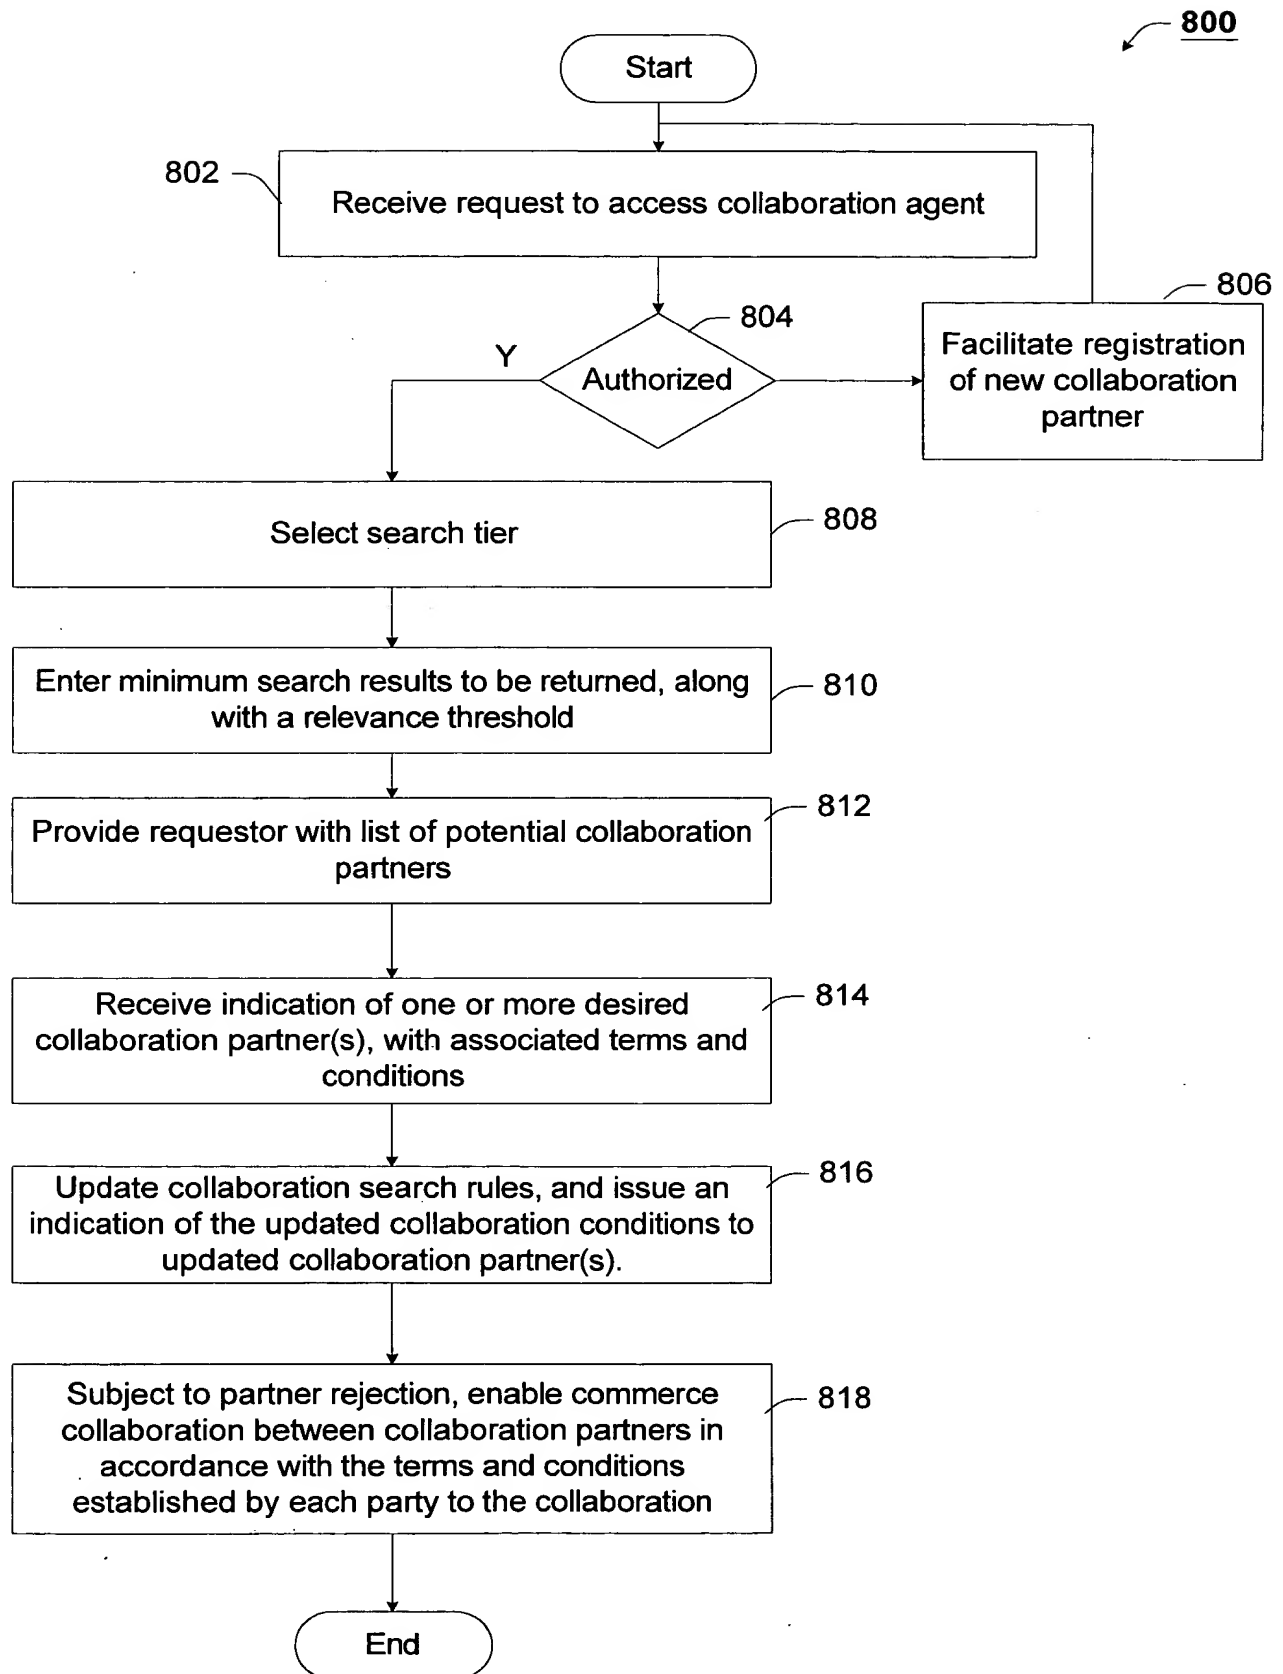 800
Start
802
Receive request to access collaboration agent
806
804
Y
Authorized
Facilitate registration
of new collaboration
partner
808
Select search tier
Enter minimum search results to be returned, along
with a relevance threshold
810
812
Provide requestor with list of potential collaboration
partners
814
Receive indication of one or more desired
collaboration partner(s), with associated terms and
conditions
816
Update collaboration search rules, and issue an
indication of the updated collaboration conditions to
updated collaboration partner(s).
818
Subject to partner rejection, enable commerce
collaboration between collaboration partners in
accordance with the terms and conditions
established by each party to the collaboration
End